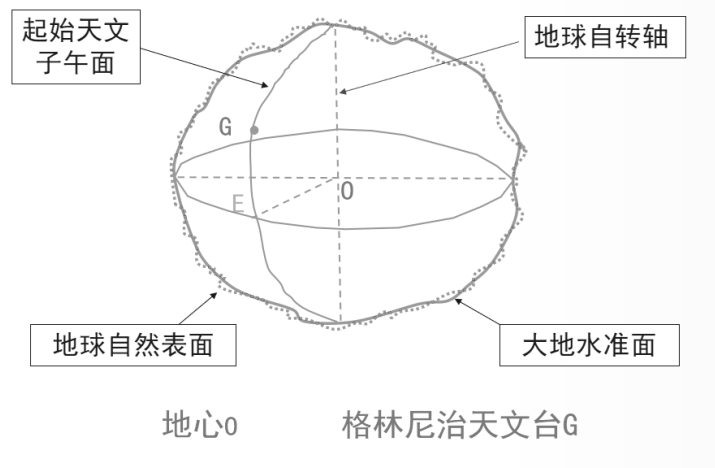 起始天文
子午面
地球自转轴
G
O
E
地球自然表面
大地水准面
地心O
格林尼治天文台G